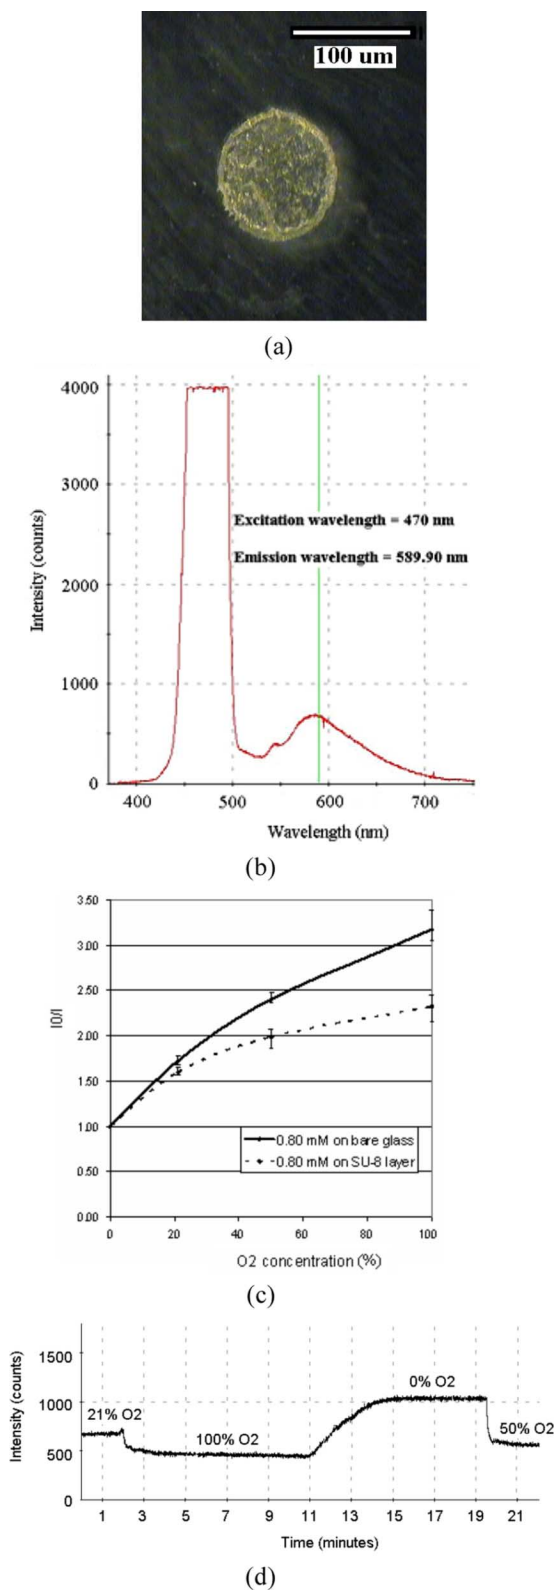 100 um
(a)
4000
3000
2000
1000
0
Intensity (counts)
Excitation wavelength = 470 nm
Emission wavelength = 589.90 nm
400 500 600 700
Wavelength (nm)
(b)
3.50
3.00
2.50
2.00
1.50
1.00
0.50
0.00
I0/I
0.80 mM on bare glass
0.80 mM on SU-8 layer
0 20 40 60 80 100
O2 concentration (%)
(c)
1500
1000
500
0
Intensity (counts)
21% O2
100% O2
0% O2
50% O2
1 3 5 7 9 11 13 15 17 19 21
Time (minutes)
(d)